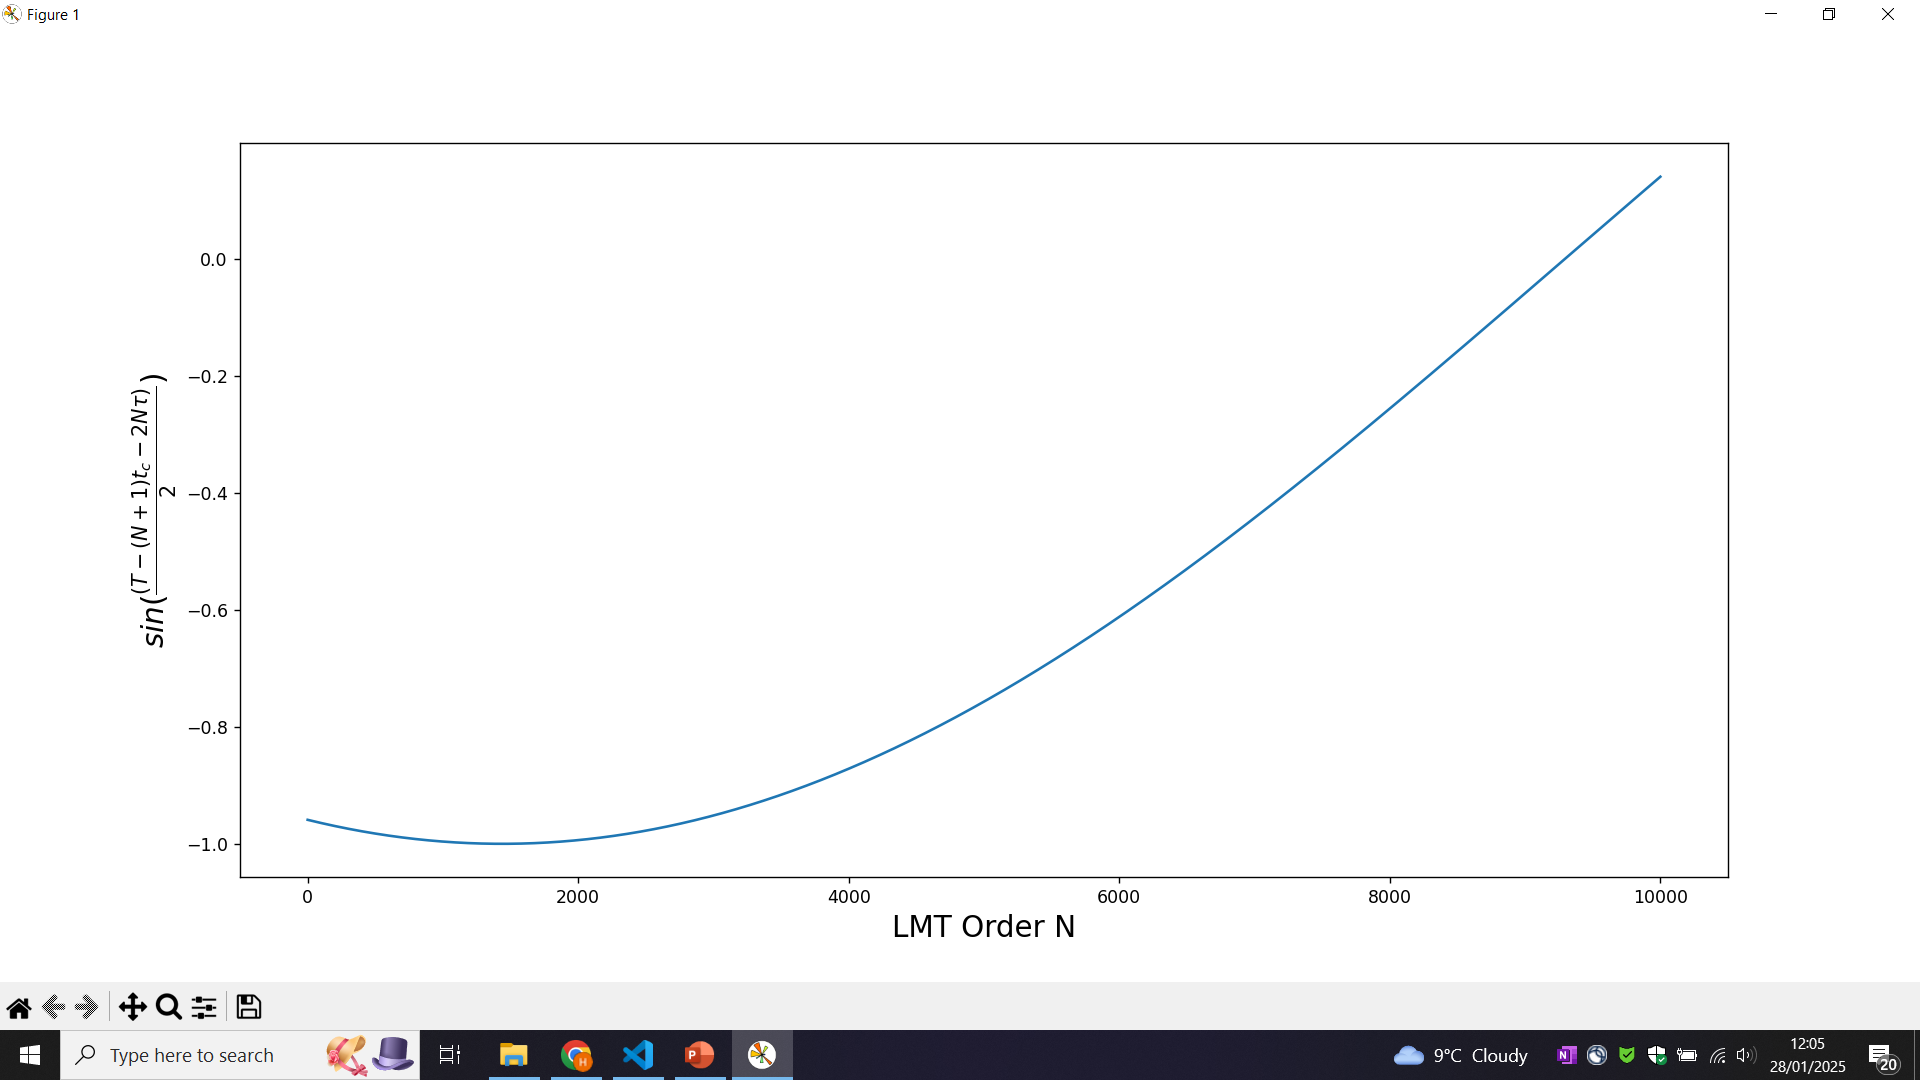 Figure 1
0.0
−0.2
−0.4
−0.6
−0.8
−1.0
sin((T − (N + 1)t_c − 2Nτ)/2)
0 2000 4000 6000 8000 10000
LMT Order N
Type here to search
P
H
N
9°C Cloudy
12:05
28/01/2025
20